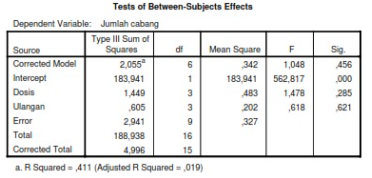 Tests of Between-Subjects Effects
Dependent Variable: Jumlah cabang
Source Type III Sum of Squares df Mean Square F Sig.
Corrected Model 2,055a 6 ,342 1,048 ,456
Intercept 183,941 1 183,941 562,817 ,000
Dosis 1,449 3 ,483 1,478 ,285
Ulangan ,605 3 ,202 ,618 ,621
Error 2,941 9 ,327
Total 188,938 16
Corrected Total 4,996 15
a. R Squared = ,411 (Adjusted R Squared = ,019)